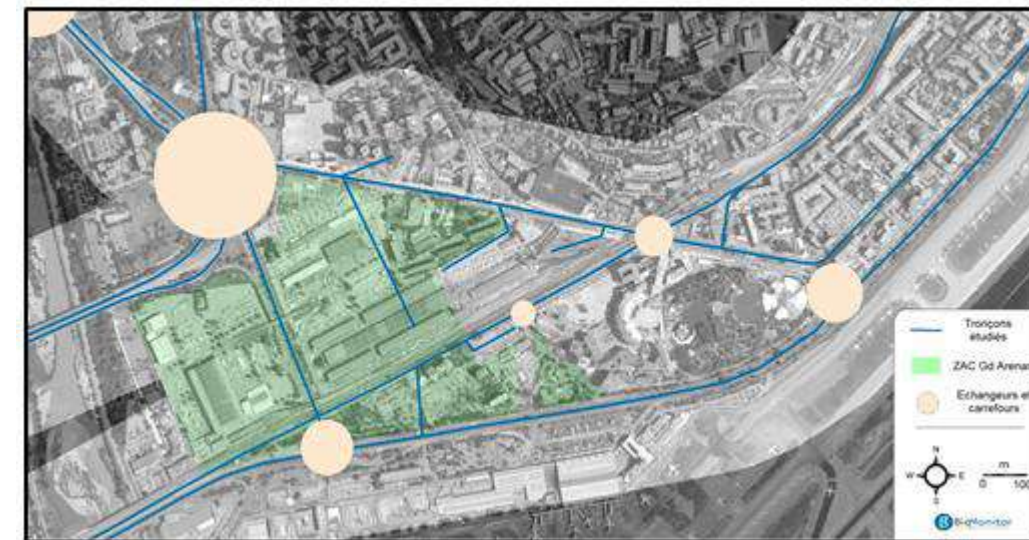 Tronçons
étudiés
ZAC Gd Arenas
Echangeurs et
carrefours
N
W E
S
m
0 100